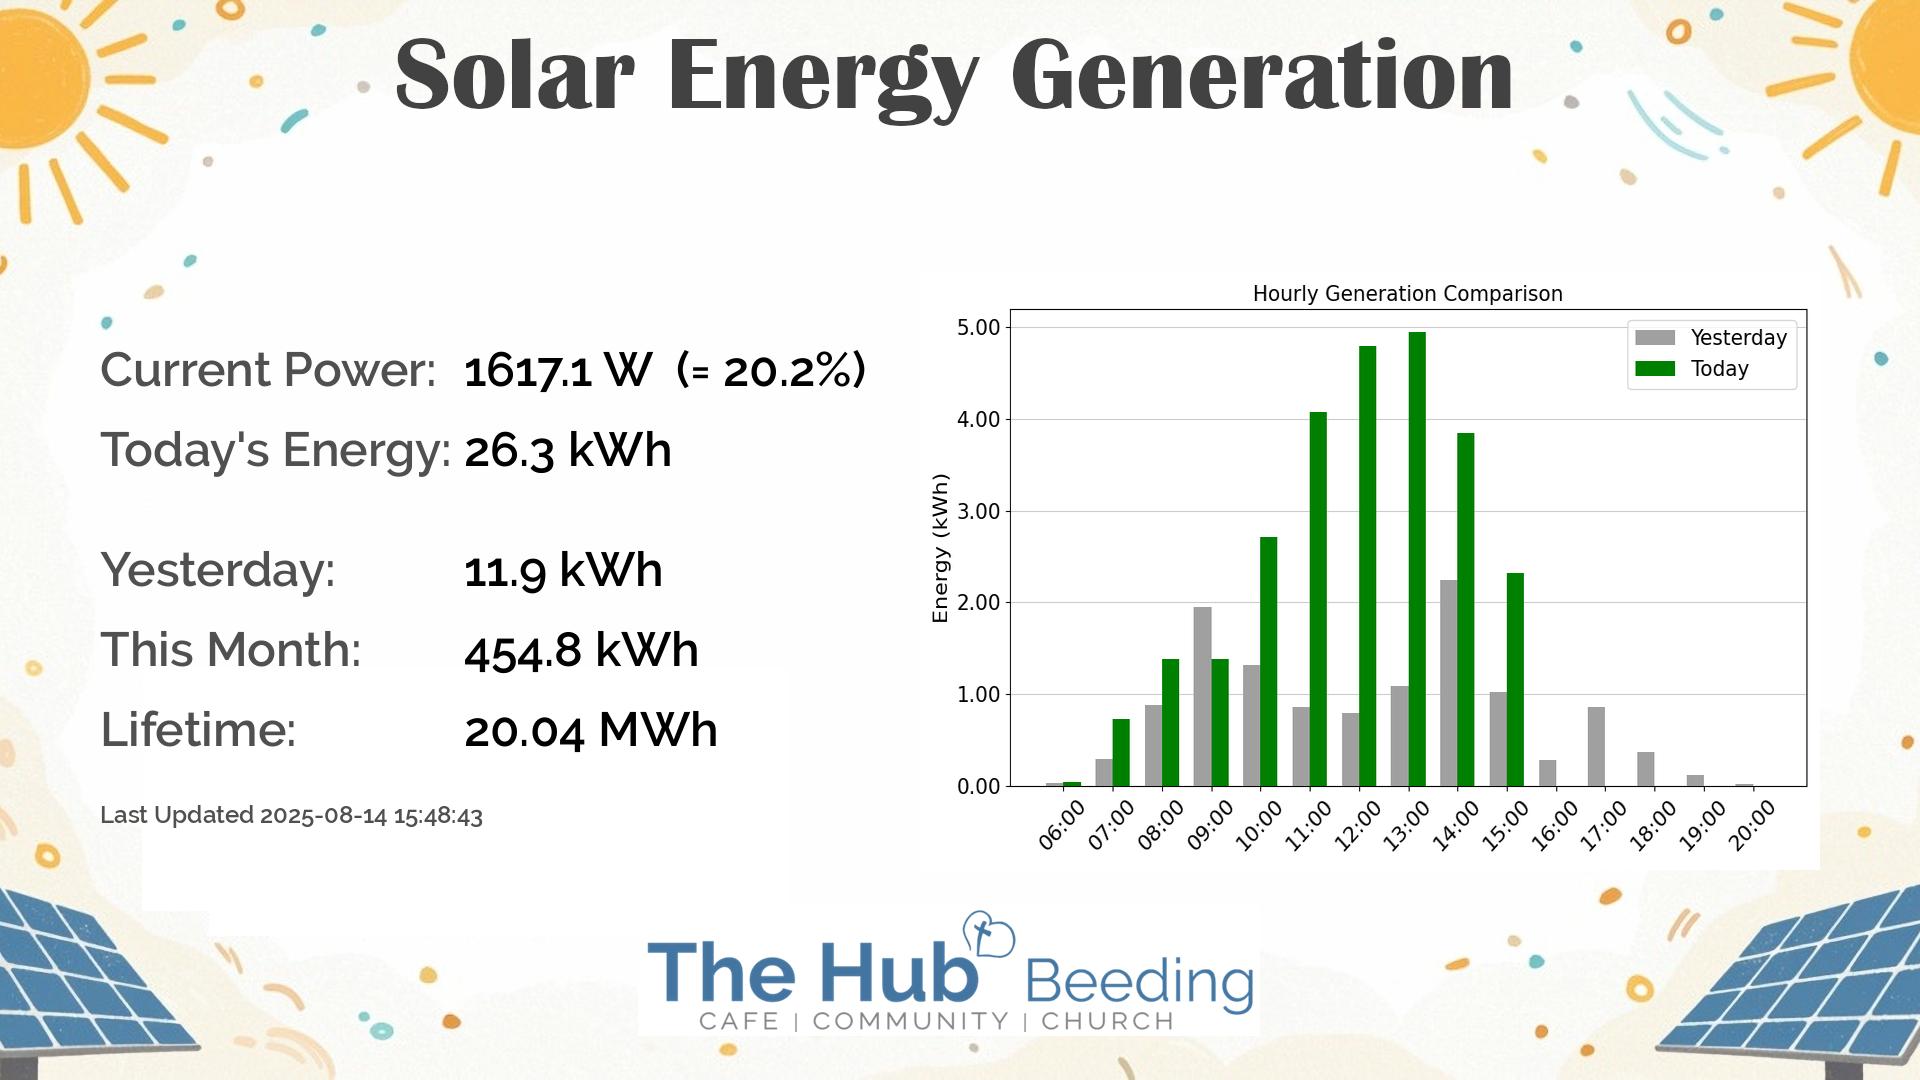 Solar Energy Generation
Current Power: 1617.1 W (= 20.2%)
Today's Energy: 26.3 kWh
Yesterday: 11.9 kWh
This Month: 454.8 kWh
Lifetime: 20.04 MWh
Last Updated 2025-08-14 15:48:43
Hourly Generation Comparison
Yesterday
Today
Energy (kWh)
5.00
4.00
3.00
2.00
1.00
0.00
06:00 07:00 08:00 09:00 10:00 11:00 12:00 13:00 14:00 15:00 16:00 17:00 18:00 19:00 20:00
The Hub Beeding
CAFE | COMMUNITY | CHURCH